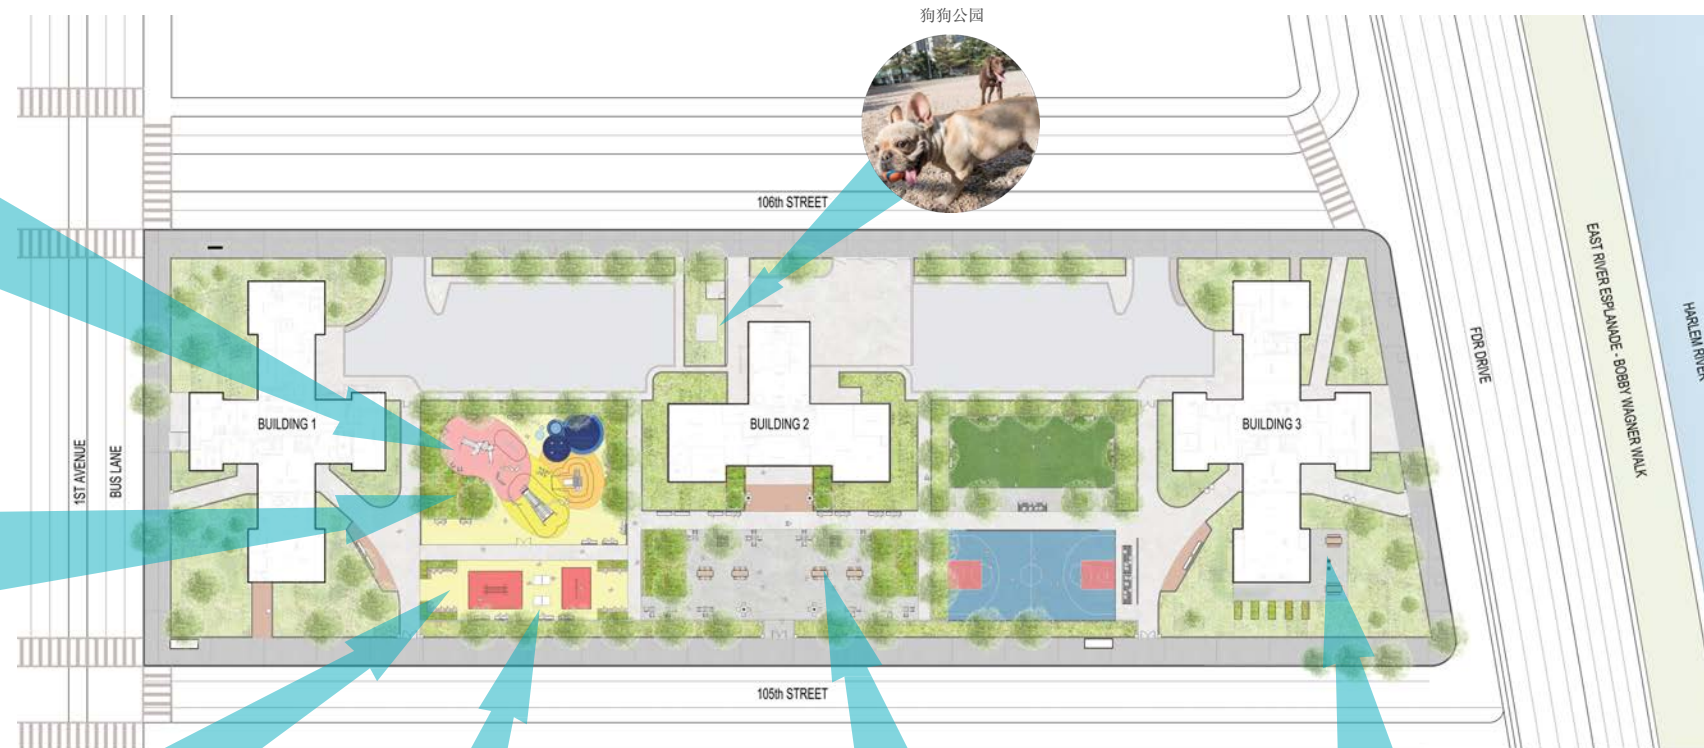 狗狗公园
106th STREET
EAST RIVER ESPLANADE - BOBBY WAGNER WALK
HARLEM RIVER
FDR DRIVE
BUILDING 1
BUILDING 2
BUILDING 3
1ST AVENUE
BUS LANE
105th STREET